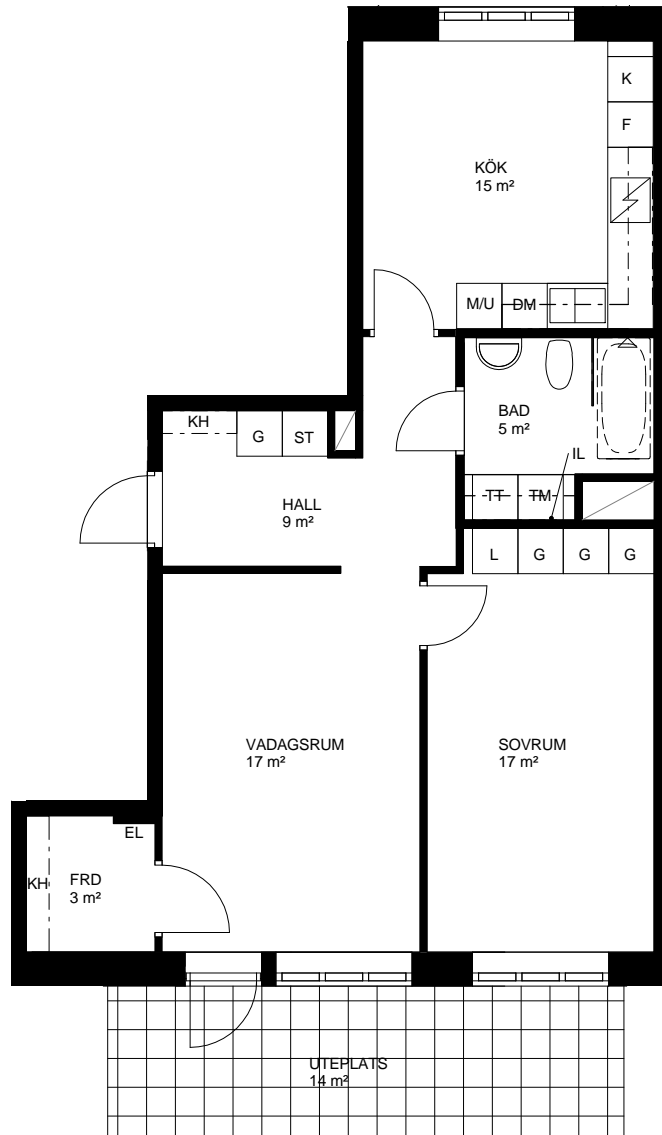 K
F
KÖK
15 m²
M/U
DM
BAD
5 m²
KH
G
ST
IL
TT
TM
HALL
9 m²
L
G
G
G
VADAGSRUM
17 m²
SOVRUM
17 m²
EL
KH
FRD
3 m²
UTEPLATS
14 m²